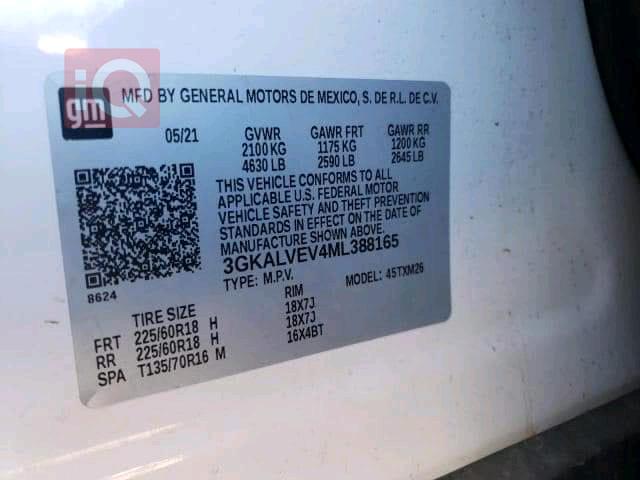 iQ
gm
MFD BY GENERAL MOTORS DE MEXICO, S. DE R.L. DE C.V.
05/21 GVWR GAWR FRT GAWR RR
2100 KG 1175 KG 1200 KG
4630 LB 2590 LB 2645 LB
THIS VEHICLE CONFORMS TO ALL
APPLICABLE U.S. FEDERAL MOTOR
VEHICLE SAFETY AND THEFT PREVENTION
STANDARDS IN EFFECT ON THE DATE OF
MANUFACTURE SHOWN ABOVE.
3GKALVEV4ML388165
TYPE: M.P.V. MODEL: 45TXM26
8624
TIRE SIZE RIM
FRT 225/60R18 H 18X7J
RR 225/60R18 H 18X7J
SPA T135/70R16 M 16X4BT